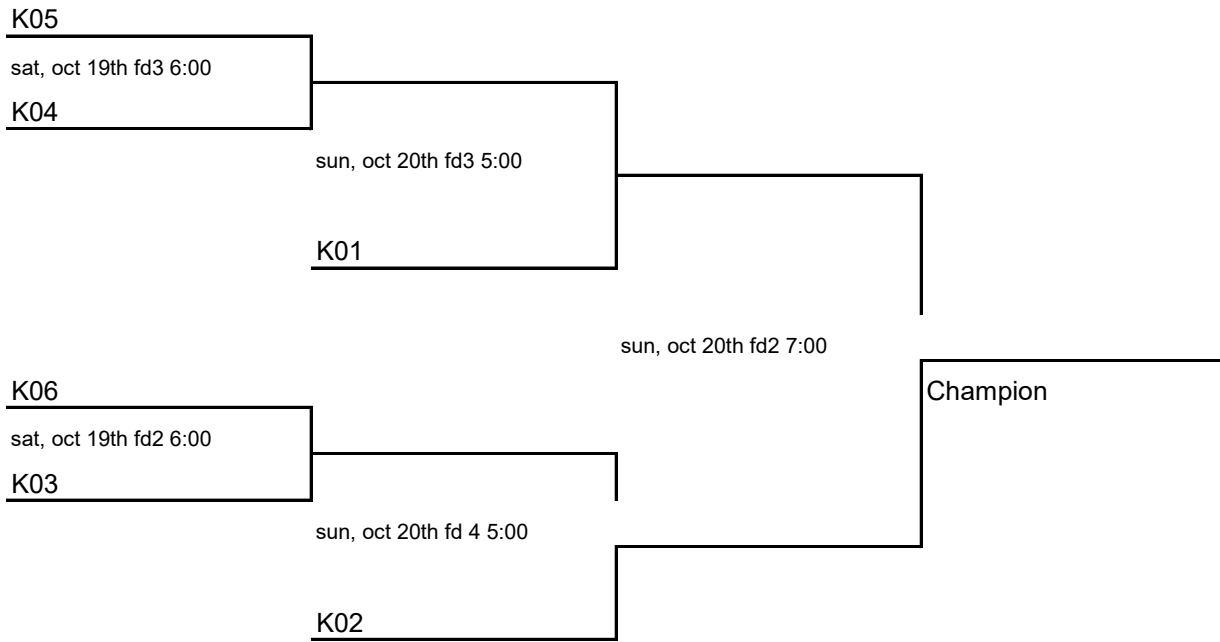 K05
sat, oct 19th fd3 6:00
K04
sun, oct 20th fd3 5:00
K01
sun, oct 20th fd2 7:00
K06
Champion
sat, oct 19th fd2 6:00
K03
sun, oct 20th fd 4 5:00
K02